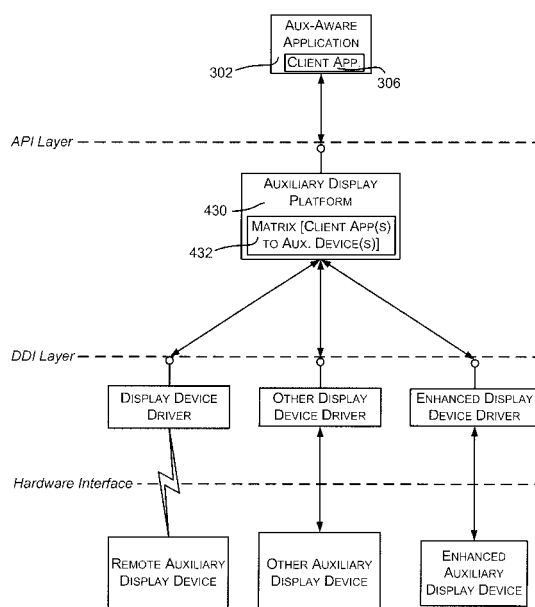 AUX-AWARE
APPLICATION
CLIENT APP.
302
306
API Layer
AUXILIARY DISPLAY
PLATFORM
430
MATRIX [CLIENT APP(S)
TO AUX. DEVICE(S)]
432
DDI Layer
DISPLAY DEVICE
DRIVER
OTHER DISPLAY
DEVICE DRIVER
ENHANCED DISPLAY
DEVICE DRIVER
Hardware Interface
REMOTE AUXILIARY
DISPLAY DEVICE
OTHER AUXILIARY
DISPLAY DEVICE
ENHANCED
AUXILIARY
DISPLAY DEVICE